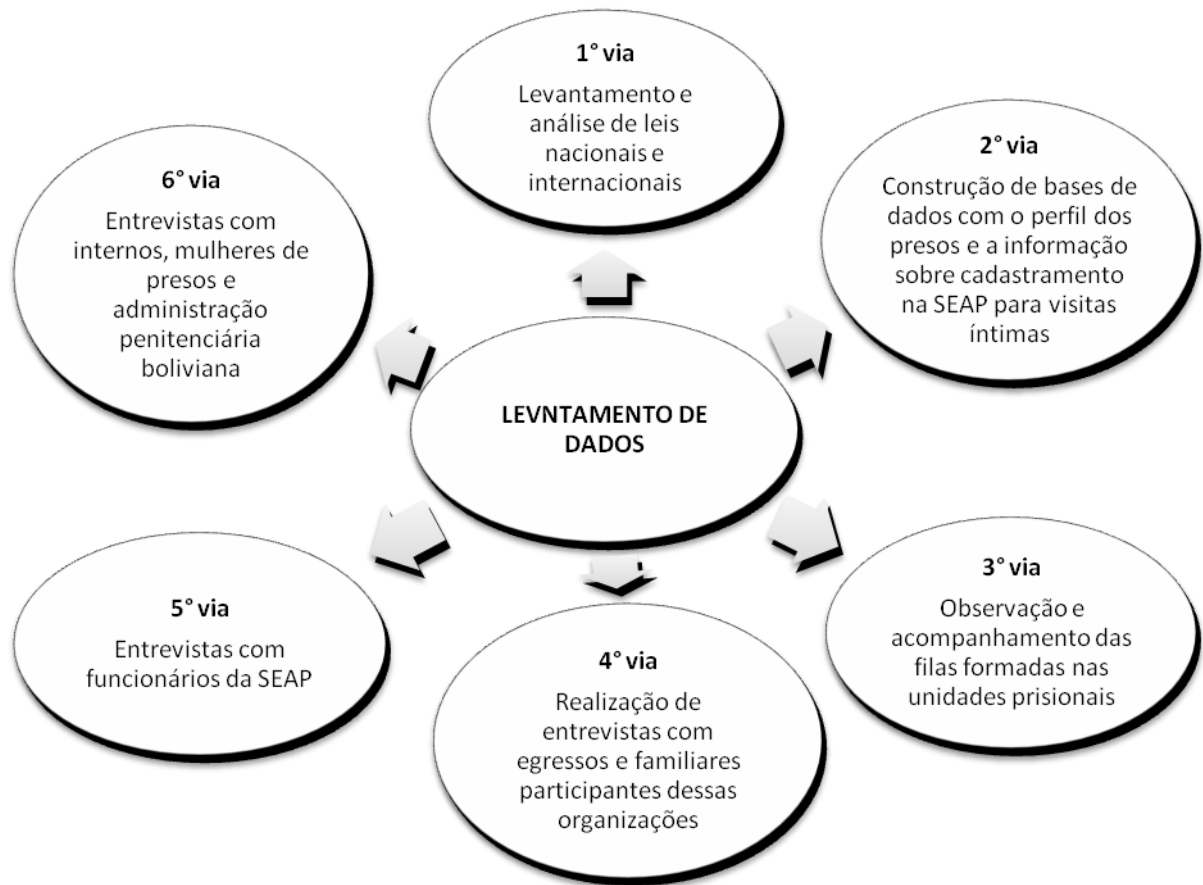 1° via
Levantamento e
análise de leis
nacionais e
internacionais
2° via
Construção de bases de
dados com o perfil dos
presos e a informação
sobre cadastramento
na SEAP para visitas
íntimas
6° via
Entrevistas com
internos, mulheres de
presos e
administração
penitenciária
boliviana
LEVNTAMENTO DE
DADOS
3° via
Observação e
acompanhamento das
filas formadas nas
unidades prisionais
5° via
Entrevistas com
funcionários da SEAP
4° via
Realização de
entrevistas com
egressos e familiares
participantes dessas
organizações